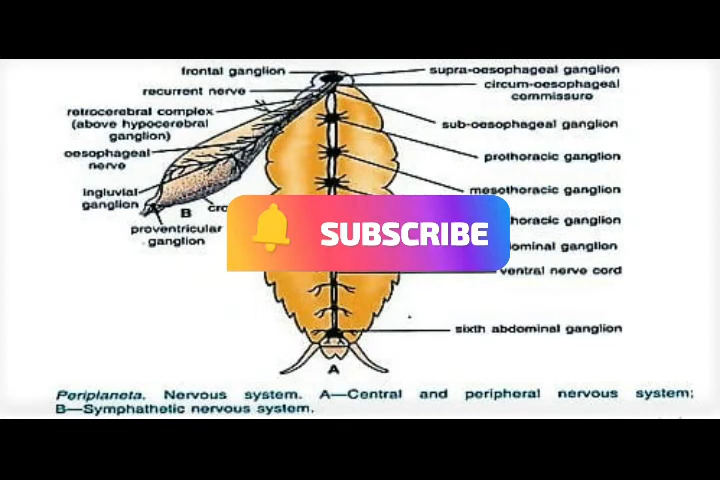 frontal ganglion
supra-oesophageal ganglion
recurrent nerve
circum-oesophageal
commissure
retrocerebral complex
(above hypocerebral
ganglion)
sub-oesophageal ganglion
oesophageal
nerve
prothoracic ganglion
ingluvial
ganglion
mesothoracic ganglion
B
proventricular
ganglion
SUBSCRIBE
ganglion
ganglion
ventral nerve cord
sixth abdominal ganglion
A
Periplaneta. Nervous system. A—Central and peripheral nervous system;
B—Symphathetic nervous system.